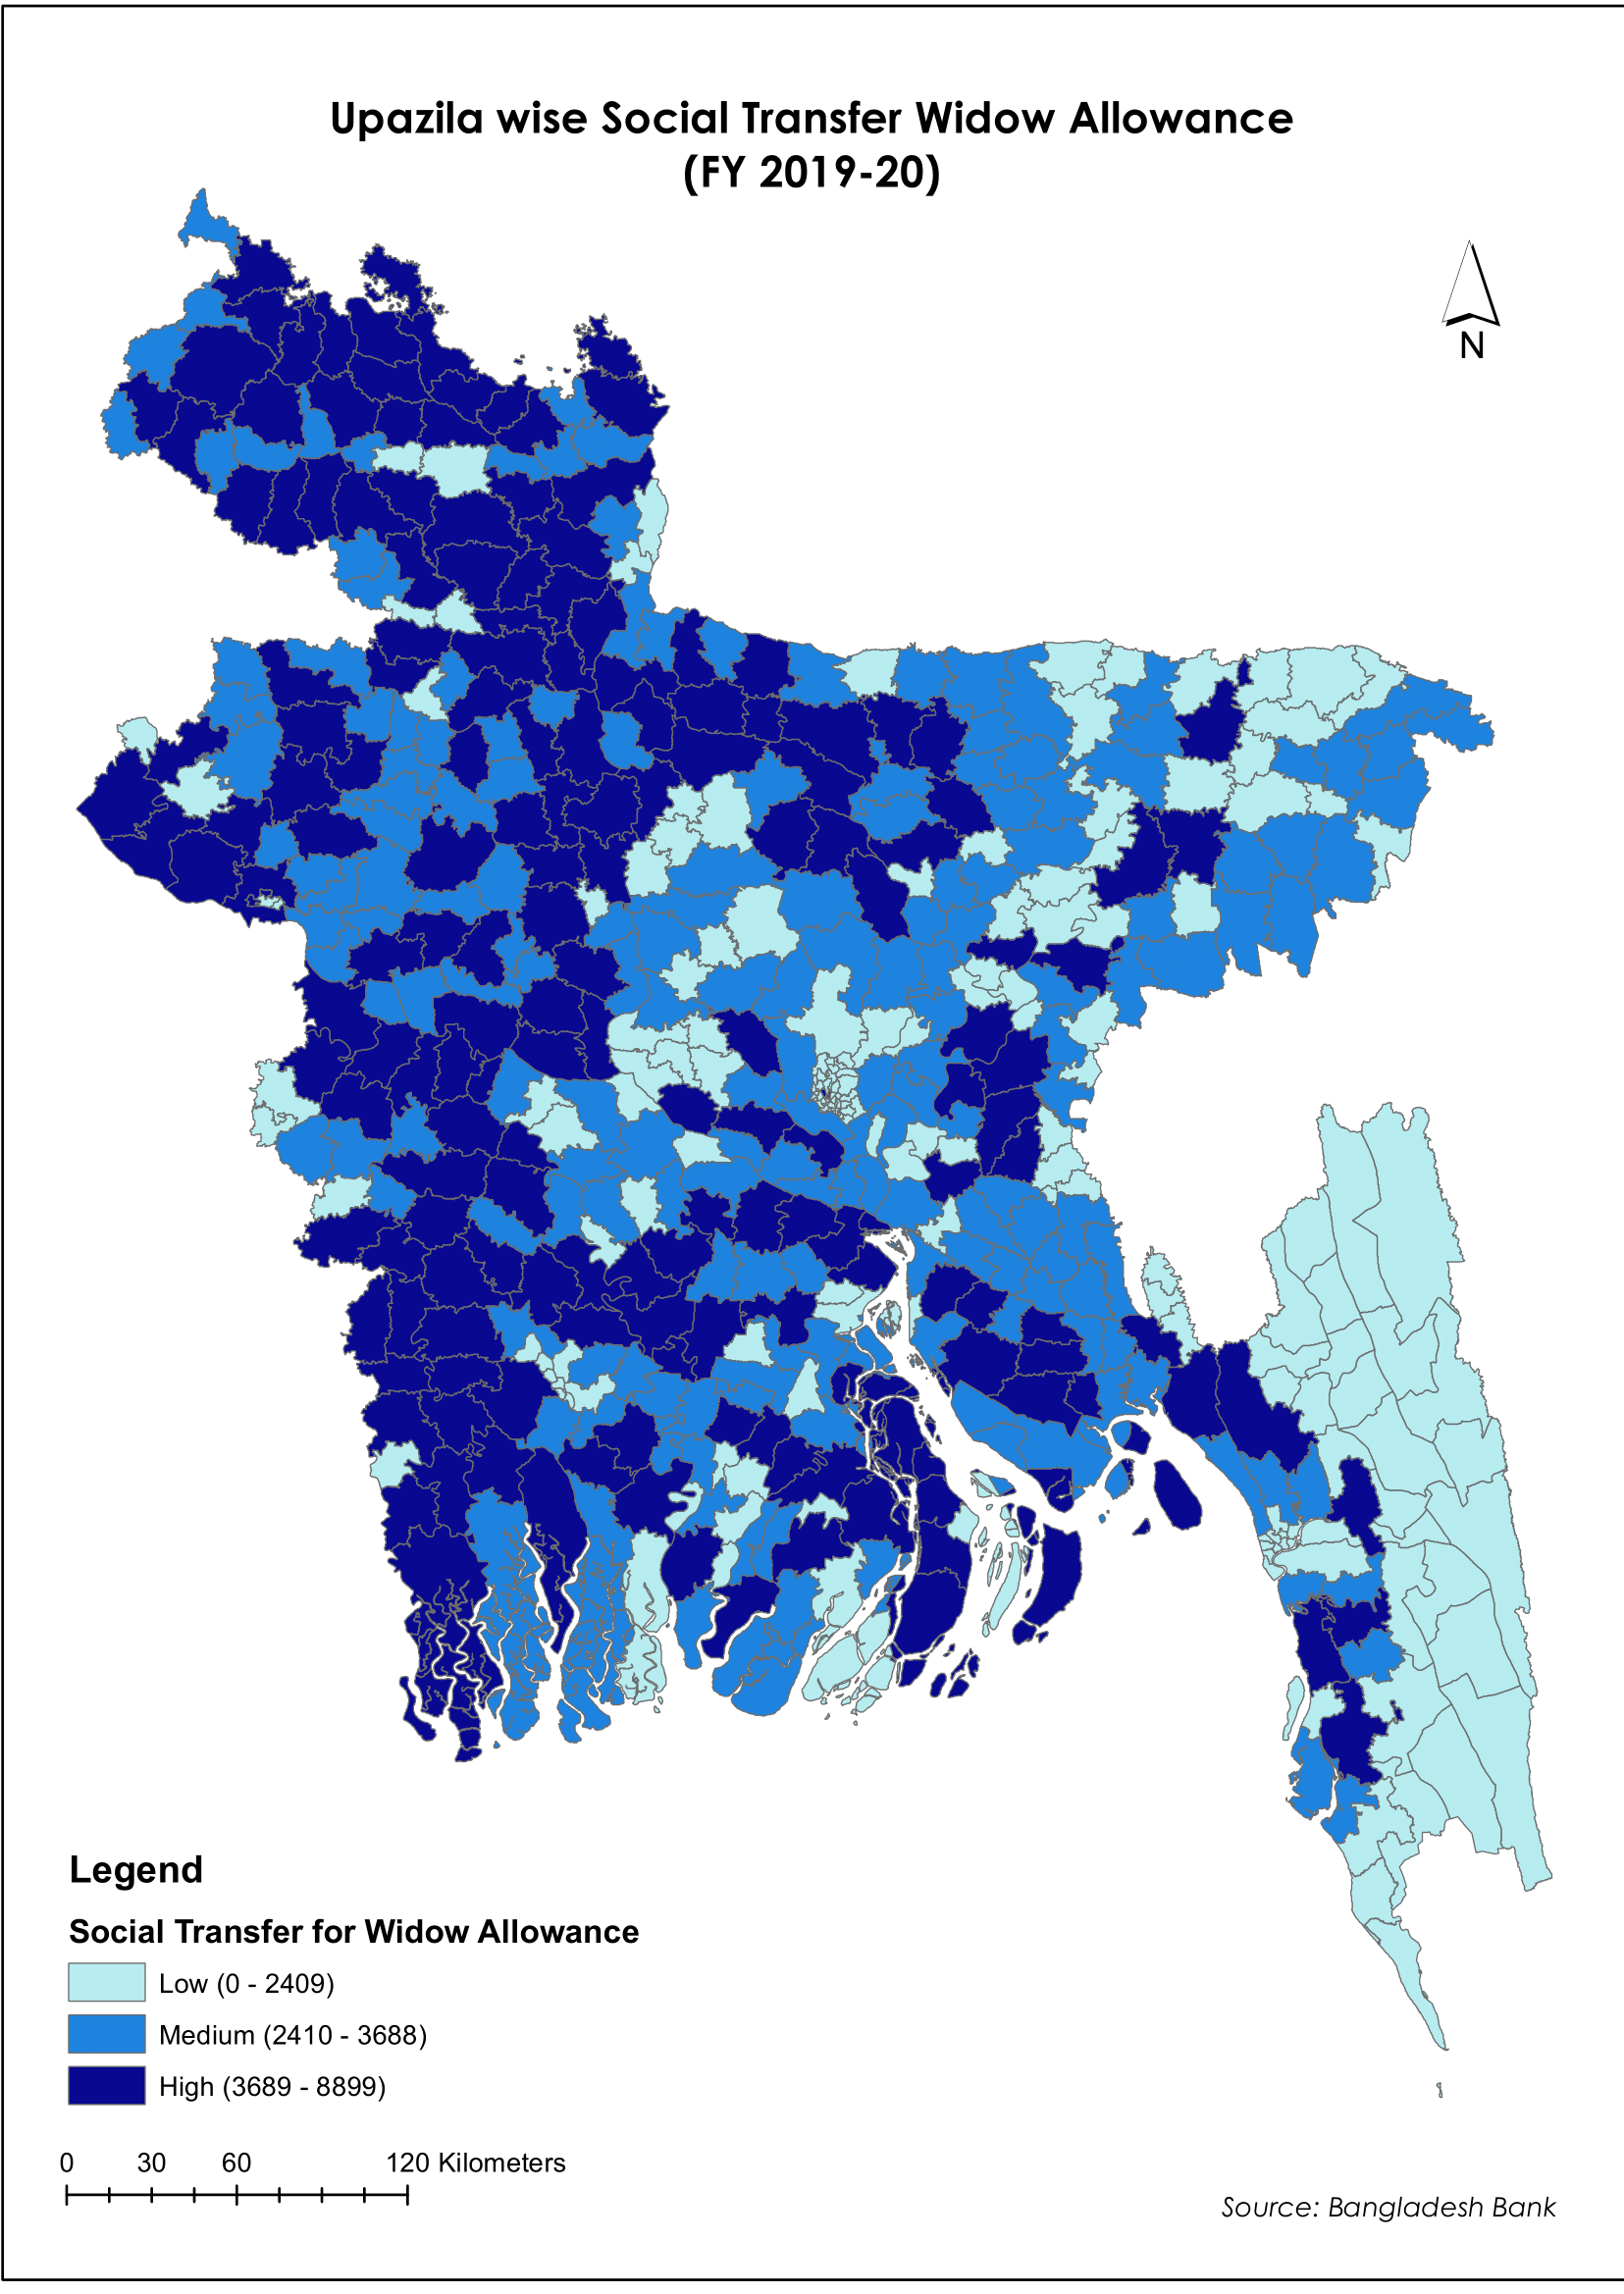 Upazila wise Social Transfer Widow Allowance
(FY 2019-20)
N
Legend
Social Transfer for Widow Allowance
Low (0 - 2409)
Medium (2410 - 3688)
High (3689 - 8899)
0 30 60 120 Kilometers
Source: Bangladesh Bank